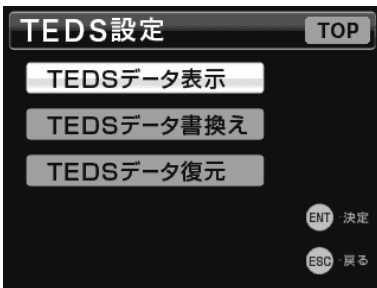 TEDS設定 TOP
TEDSデータ表示
TEDSデータ書換え
TEDSデータ復元
ENT - 決定
ESC - 戻る